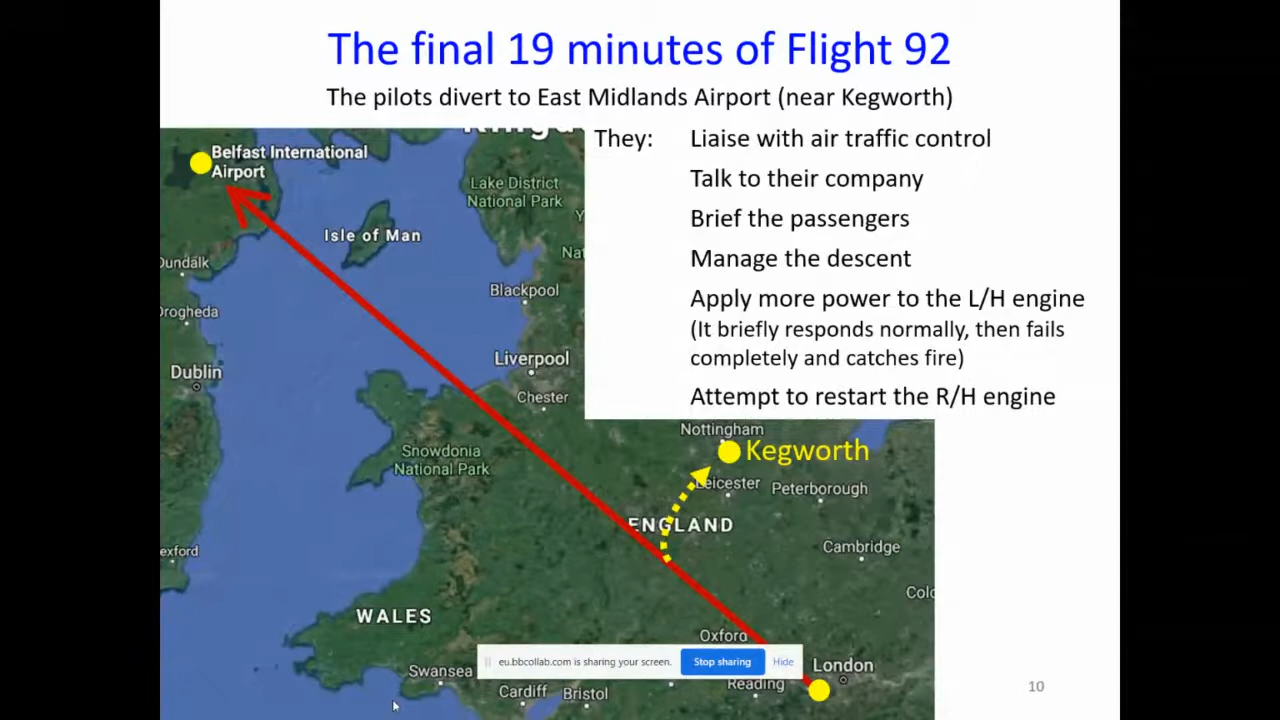 The final 19 minutes of Flight 92
The pilots divert to East Midlands Airport (near Kegworth)
They: Liaise with air traffic control
Talk to their company
Brief the passengers
Manage the descent
Apply more power to the L/H engine
(It briefly responds normally, then fails
completely and catches fire)
Attempt to restart the R/H engine
Belfast International
Airport
Lake District
National Park
Isle of Man
Dundalk
Blackpool
Drogheda
Liverpool
Dublin
Chester
Nottingham
Kegworth
Snowdonia
National Park
Leicester
Peterborough
ENGLAND
Cambridge
WALES
Oxford
eu.bbcollab.com is sharing your screen.
Stop sharing
Hide
London
Swansea
Reading
Cardiff
Bristol
10